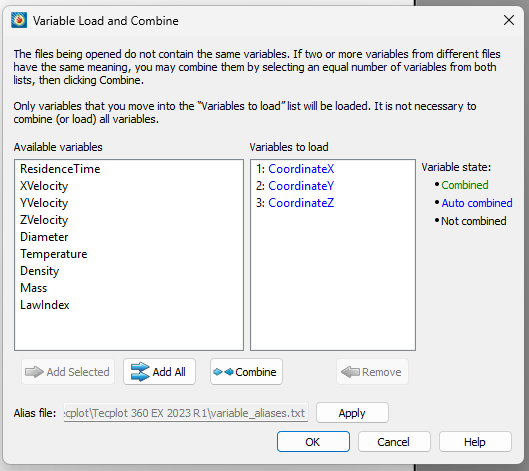 Variable Load and Combine
The files being opened do not contain the same variables. If two or more variables from different files
have the same meaning, you may combine them by selecting an equal number of variables from both
lists, then clicking Combine.
Only variables that you move into the "Variables to load" list will be loaded. It is not necessary to
combine (or load) all variables.
Available variables
ResidenceTime
XVelocity
YVelocity
ZVelocity
Diameter
Temperature
Density
Mass
LawIndex
Variables to load
1: CoordinateX
2: CoordinateY
3: CoordinateZ
Variable state:
• Combined
• Auto combined
• Not combined
Add Selected
Add All
Combine
Remove
Alias file: :cplot\Tecplot 360 EX 2023 R1\variable_aliases.txt Apply
OK Cancel Help